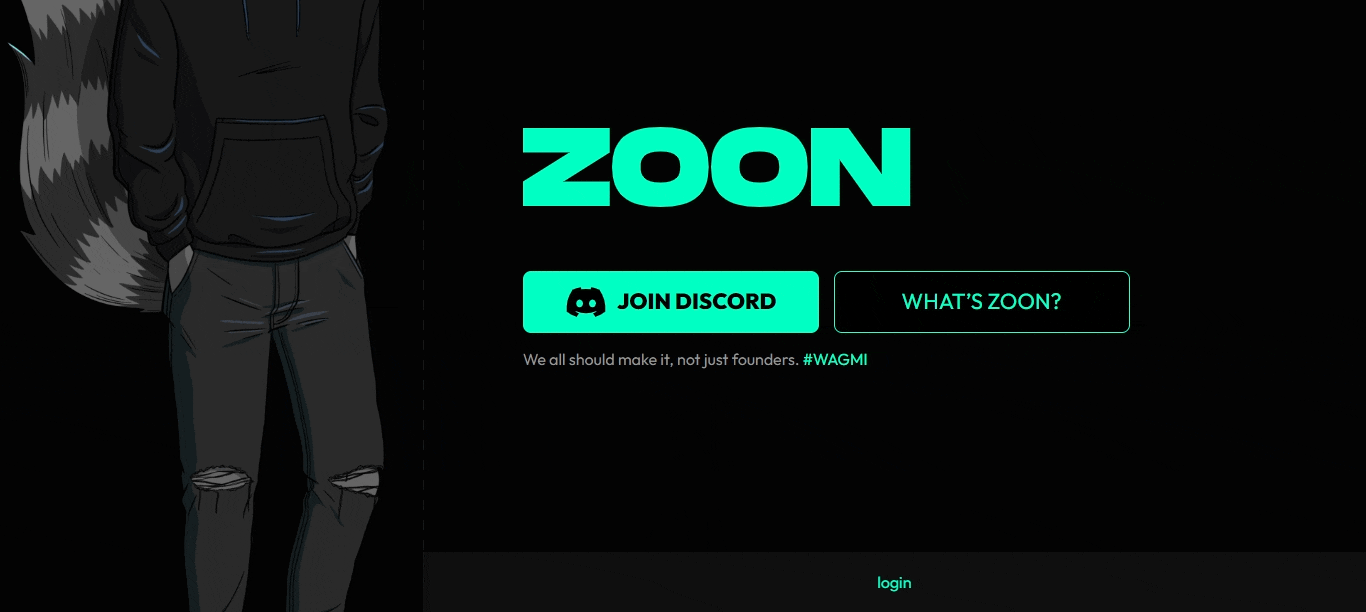 ZOON
JOIN DISCORD
WHAT’S ZOON?
We all should make it, not just founders. #WAGMI
login